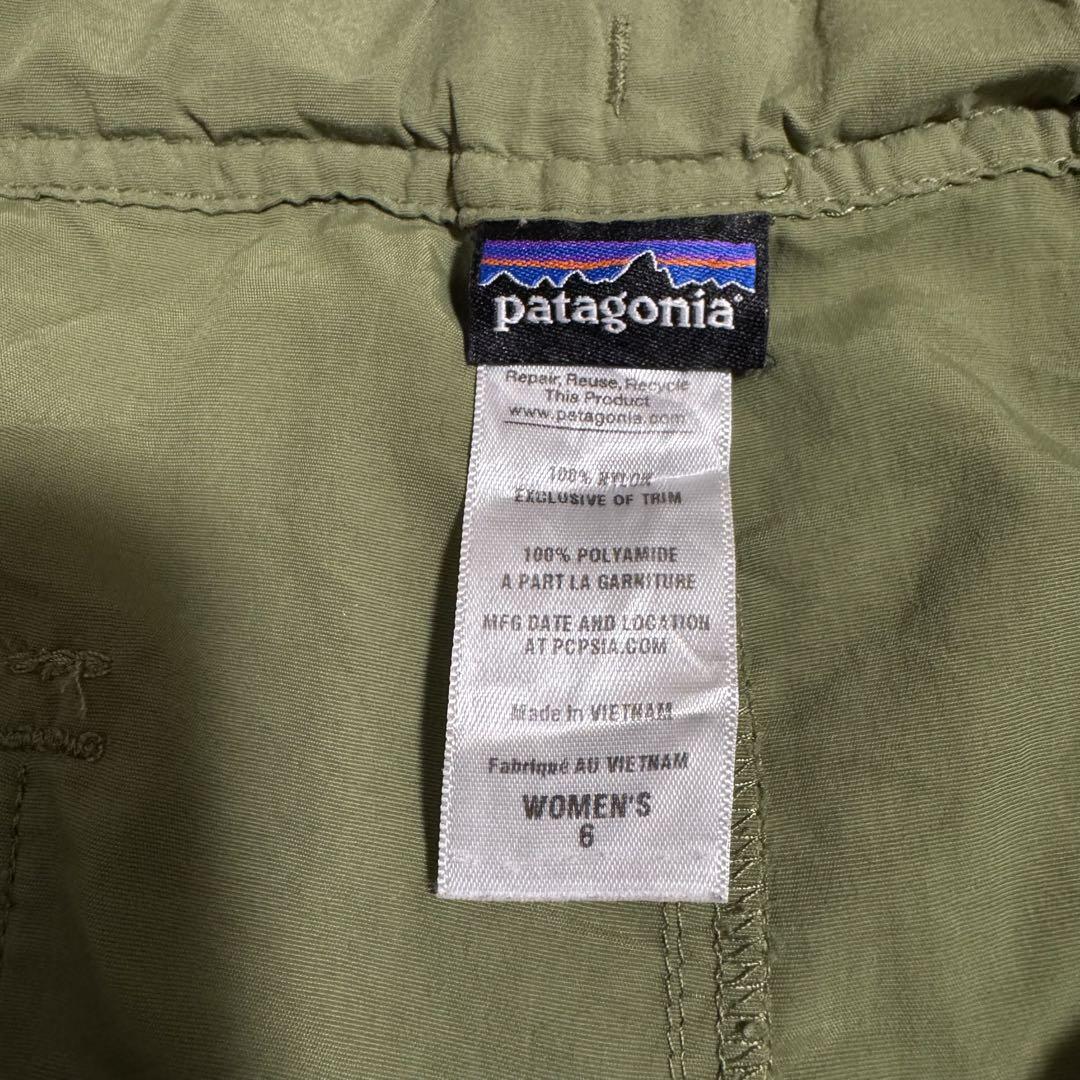 patagonia
Repair, Reuse, Recycle
This Product
www.patagonia.com
100% NYLON
EXCLUSIVE OF TRIM
100% POLYAMIDE
A PART LA GARNITURE
MFG DATE AND LOCATION
AT PCPSIA.COM
Made in VIETNAM
Fabriqué AU VIETNAM
WOMEN'S
6